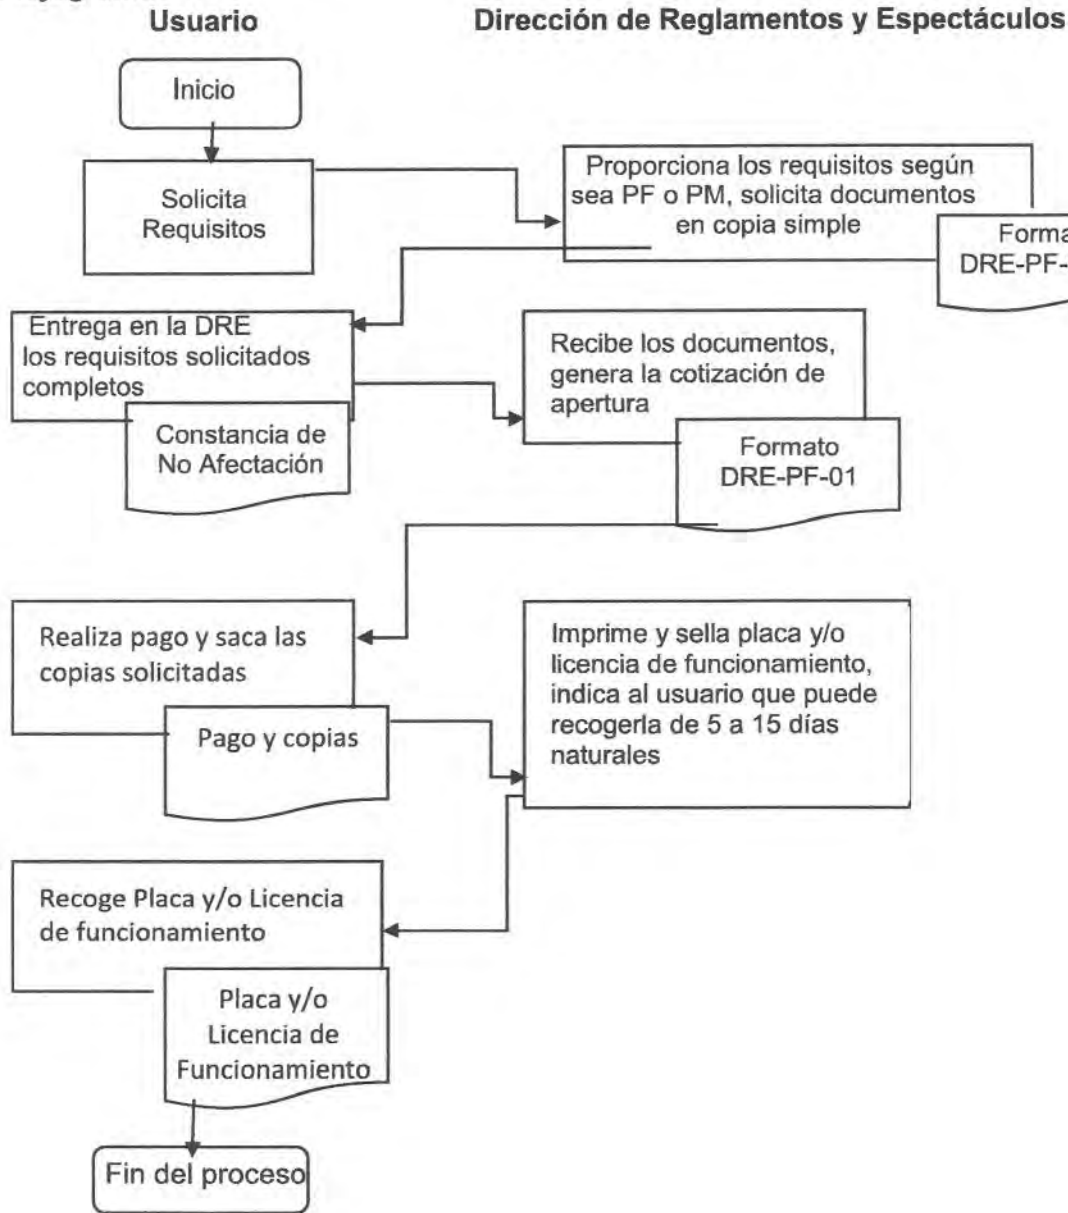 Usuario
Dirección de Reglamentos y Espectáculos
Inicio
Solicita
Requisitos
Proporciona los requisitos según
sea PF o PM, solicita documentos
en copia simple
Forma
DRE-PF-
Entrega en la DRE
los requisitos solicitados
completos
Constancia de
No Afectación
Recibe los documentos,
genera la cotización de
apertura
Formato
DRE-PF-01
Realiza pago y saca las
copias solicitadas
Pago y copias
Imprime y sella placa y/o
licencia de funcionamiento,
indica al usuario que puede
recogerla de 5 a 15 días
naturales
Recoge Placa y/o Licencia
de funcionamiento
Placa y/o
Licencia de
Funcionamiento
Fin del proceso